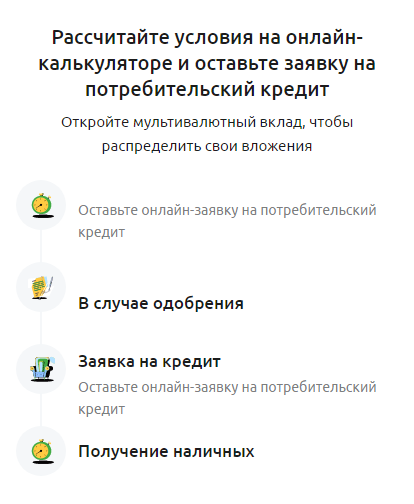 Рассчитайте условия на онлайн-
калькуляторе и оставьте заявку на
потребительский кредит
Откройте мультивалютный вклад, чтобы
распределить свои вложения
Оставьте онлайн-заявку на потребительский
кредит
В случае одобрения
Заявка на кредит
Оставьте онлайн-заявку на потребительский
кредит
Получение наличных